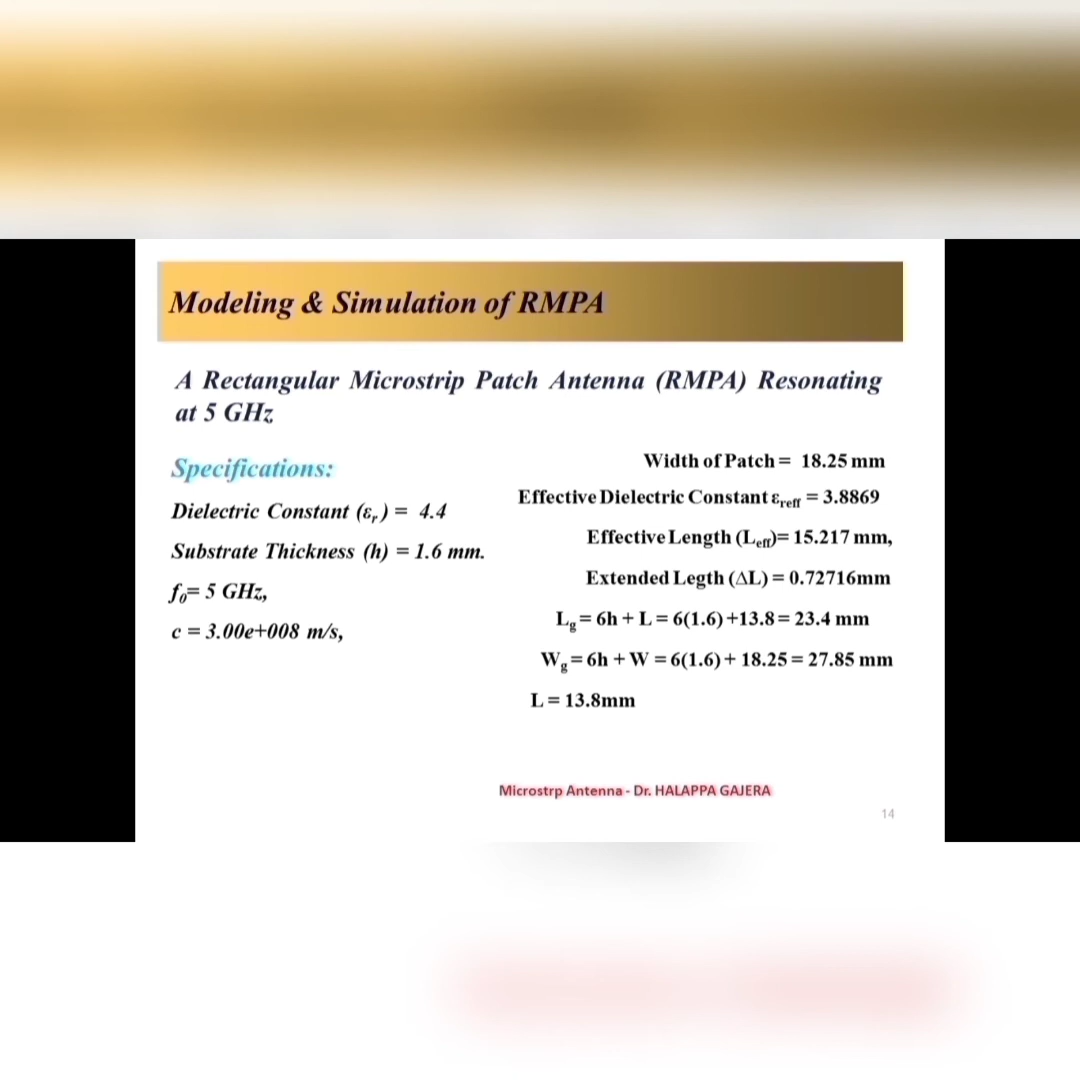 Modeling & Simulation of RMPA
A Rectangular Microstrip Patch Antenna (RMPA) Resonating
at 5 GHz
Specifications:
Dielectric Constant (εr) = 4.4
Substrate Thickness (h) = 1.6 mm.
f0= 5 GHz,
c = 3.00e+008 m/s,
Width of Patch = 18.25 mm
Effective Dielectric Constant εreff = 3.8869
Effective Length (Leff)= 15.217 mm,
Extended Legth (ΔL) = 0.72716mm
Lg = 6h + L = 6(1.6) +13.8 = 23.4 mm
Wg = 6h + W = 6(1.6) + 18.25 = 27.85 mm
L = 13.8mm
Microstrp Antenna - Dr. HALAPPA GAJERA
14